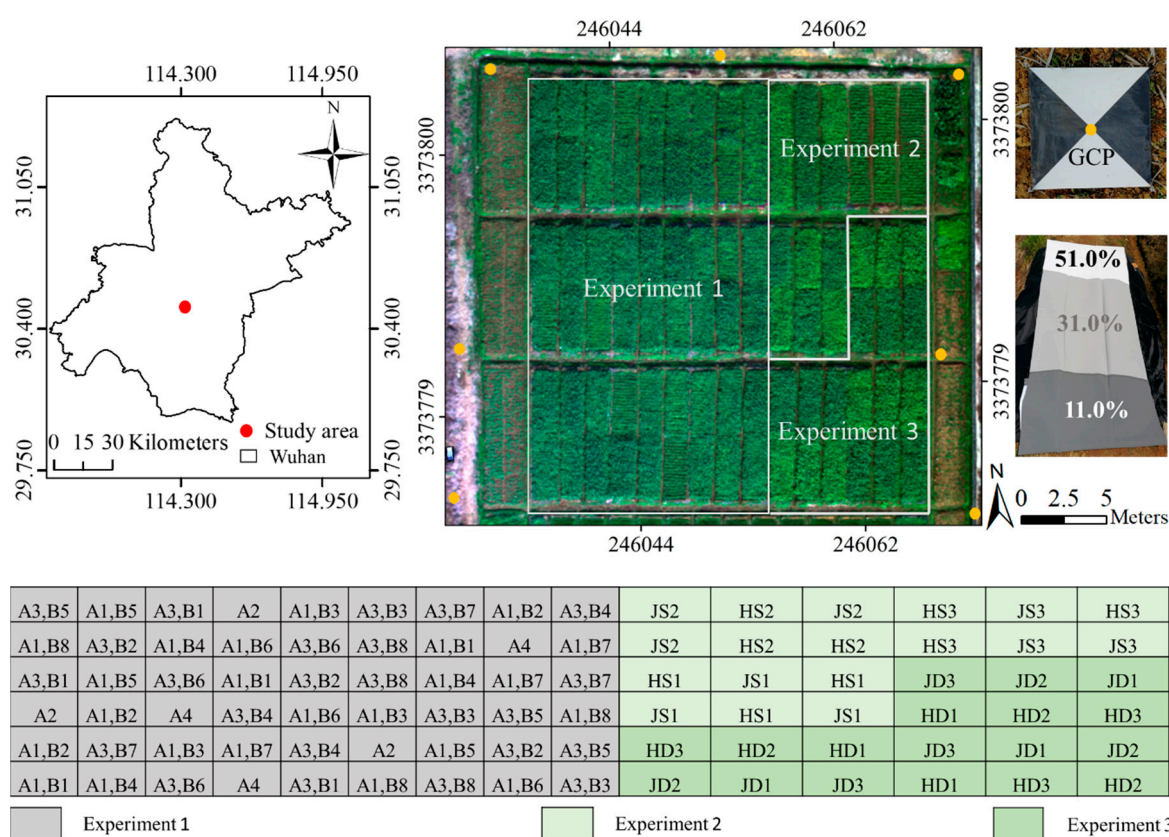 114.300 114.950
N
31.050
30.400
29.750
31.050
30.400
29.750
0 15 30 Kilometers
Study area
Wuhan
114.300 114.950
246044 246062
3373800
3373779
3373800
3373779
Experiment 1
Experiment 2
Experiment 3
246044 246062
GCP
51.0%
31.0%
11.0%
N
0 2.5 5
Meters
A3,B5 A1,B5 A3,B1 A2 A1,B3 A3,B3 A3,B7 A1,B2 A3,B4 JS2 HS2 JS2 HS3 JS3 HS3
A1,B8 A3,B2 A1,B4 A1,B6 A3,B6 A3,B8 A1,B1 A4 A1,B7 JS2 HS2 HS2 HS3 JS3 JS3
A3,B1 A1,B5 A3,B6 A1,B1 A3,B2 A3,B8 A1,B4 A1,B7 A3,B7 HS1 JS1 HS1 JD3 JD2 JD1
A2 A1,B2 A4 A3,B4 A1,B6 A1,B3 A3,B3 A3,B5 A1,B8 JS1 HS1 JS1 HD1 HD2 HD3
A1,B2 A3,B7 A1,B3 A1,B7 A3,B4 A2 A1,B5 A3,B2 A3,B5 HD3 HD2 HD1 JD3 JD1 JD2
A1,B1 A1,B4 A3,B6 A4 A3,B1 A1,B8 A3,B8 A1,B6 A3,B3 JD2 JD1 JD3 HD1 HD3 HD2
Experiment 1 Experiment 2 Experiment 3